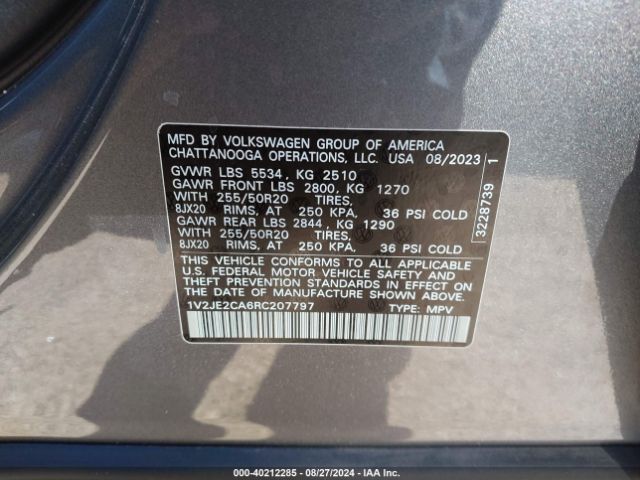 MFD BY VOLKSWAGEN GROUP OF AMERICA
CHATTANOOGA OPERATIONS, LLC. USA 08/2023
GVWR LBS 5534, KG 2510
GAWR FRONT LBS 2800, KG 1270
WITH 255/50R20 TIRES,
8JX20 RIMS, AT 250 KPA, 36 PSI COLD
GAWR REAR LBS 2844, KG 1290
WITH 255/50R20 TIRES,
8JX20 RIMS, AT 250 KPA, 36 PSI COLD
THIS VEHICLE CONFORMS TO ALL APPLICABLE
U.S. FEDERAL MOTOR VEHICLE SAFETY AND
THEFT PREVENTION STANDARDS IN EFFECT ON
THE DATE OF MANUFACTURE SHOWN ABOVE.
1V2JE2CA6RC207797 TYPE: MPV
3228739 1
IAA 000-40212285 - 08/27/2024 - IAAI.com